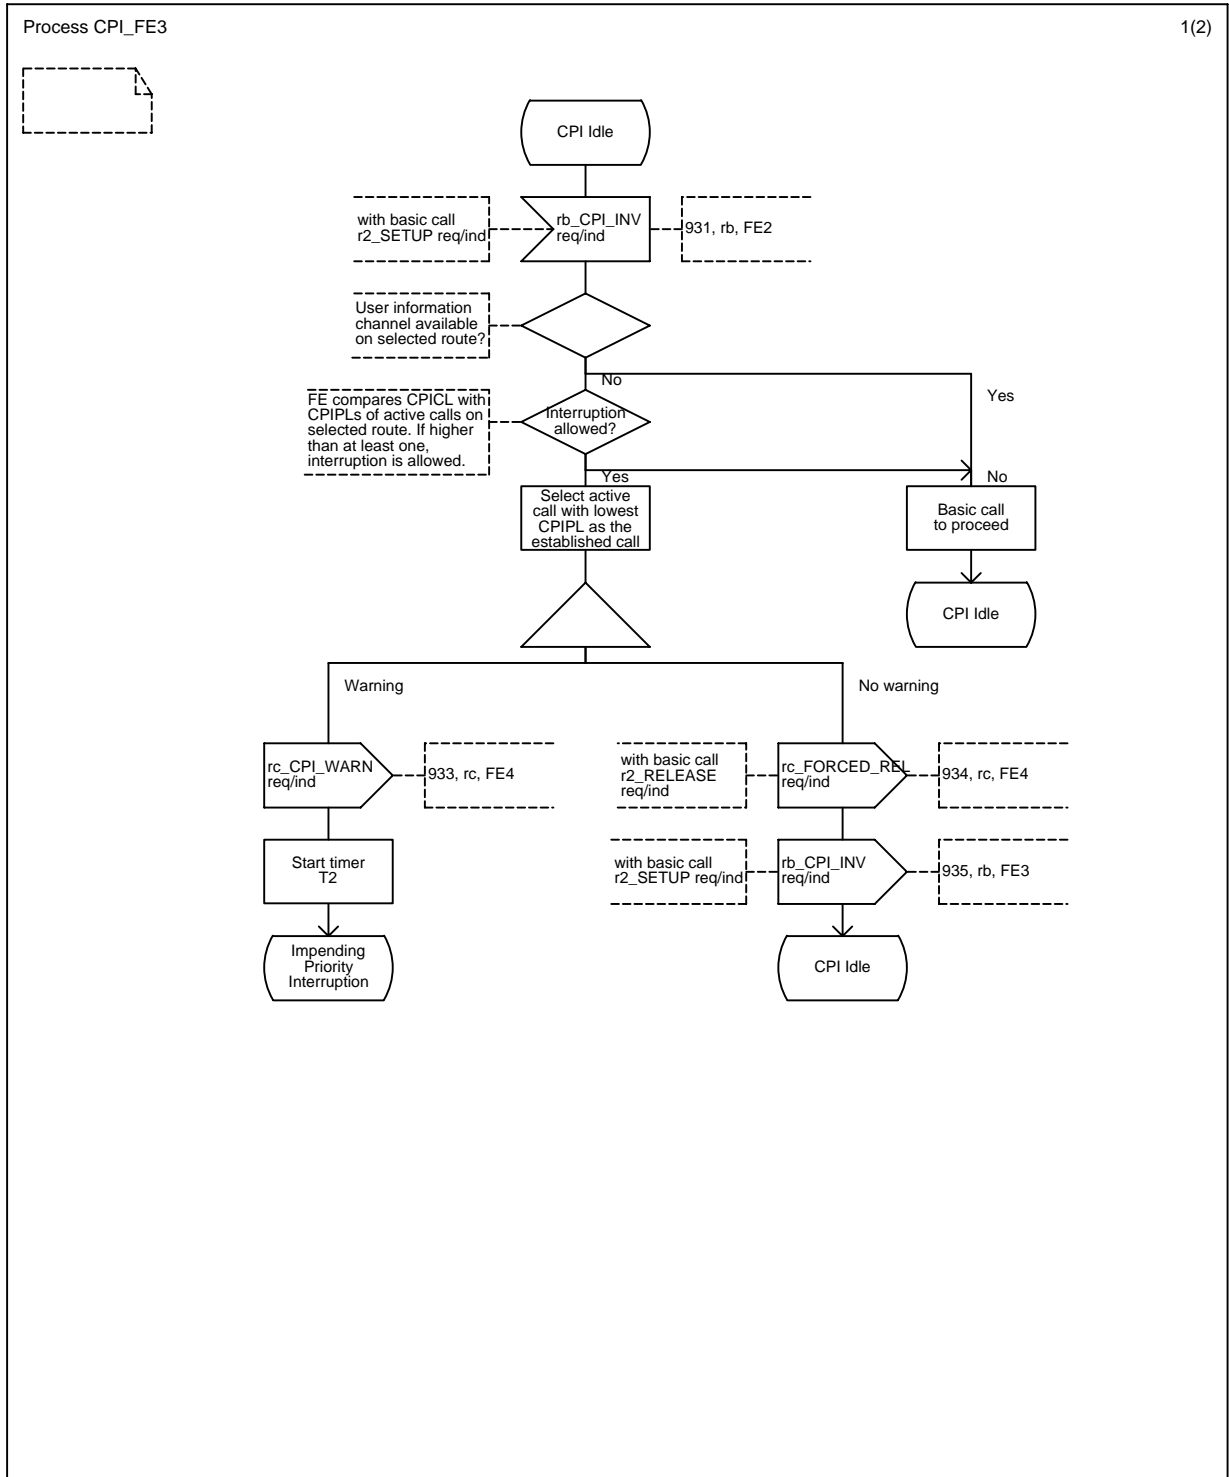 Process CPI_FE3
1(2)
CPI Idle
with basic call
r2_SETUP req/ind
rb_CPI_INV
req/ind
931, rb, FE2
User information
channel available
on selected route?
No
Yes
FE compares CPICL with
CPIPLs of active calls on
selected route. If higher
than at least one,
interruption is allowed.
Interruption
allowed?
Yes
No
Select active
call with lowest
CPIPL as the
established call
Basic call
to proceed
CPI Idle
Warning
No warning
rc_CPI_WARN
req/ind
933, rc, FE4
with basic call
r2_RELEASE
req/ind
rc_FORCED_REL
req/ind
934, rc, FE4
Start timer
T2
with basic call
r2_SETUP req/ind
rb_CPI_INV
req/ind
935, rb, FE3
Impending
Priority
Interruption
CPI Idle